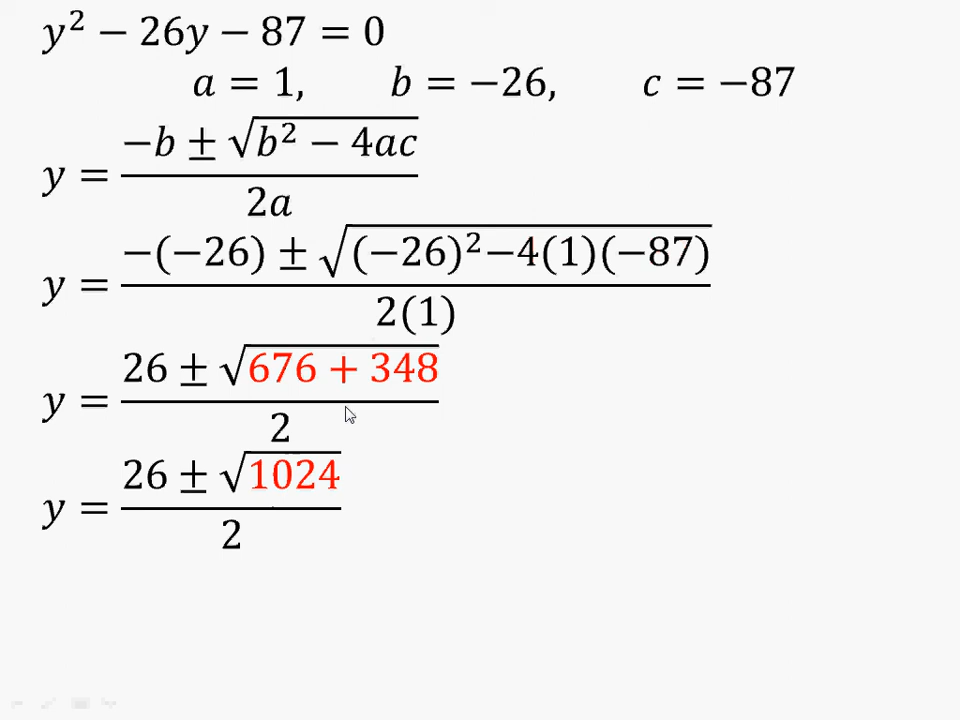 y² − 26y − 87 = 0
a = 1, b = −26, c = −87
y = (−b ± √(b² − 4ac)) / 2a
y = (−(−26) ± √((−26)²−4(1)(−87))) / 2(1)
y = (26 ± √(676 + 348)) / 2
y = (26 ± √1024) / 2